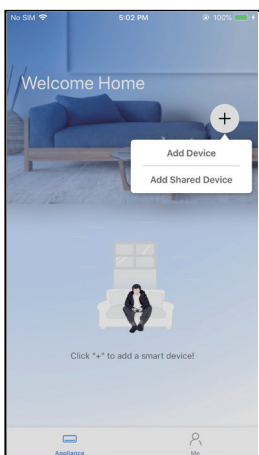 No SIM 5:02 PM 100%
Welcome Home
+
Add Device
Add Shared Device
Click "+" to add a smart device!
Appliance Me